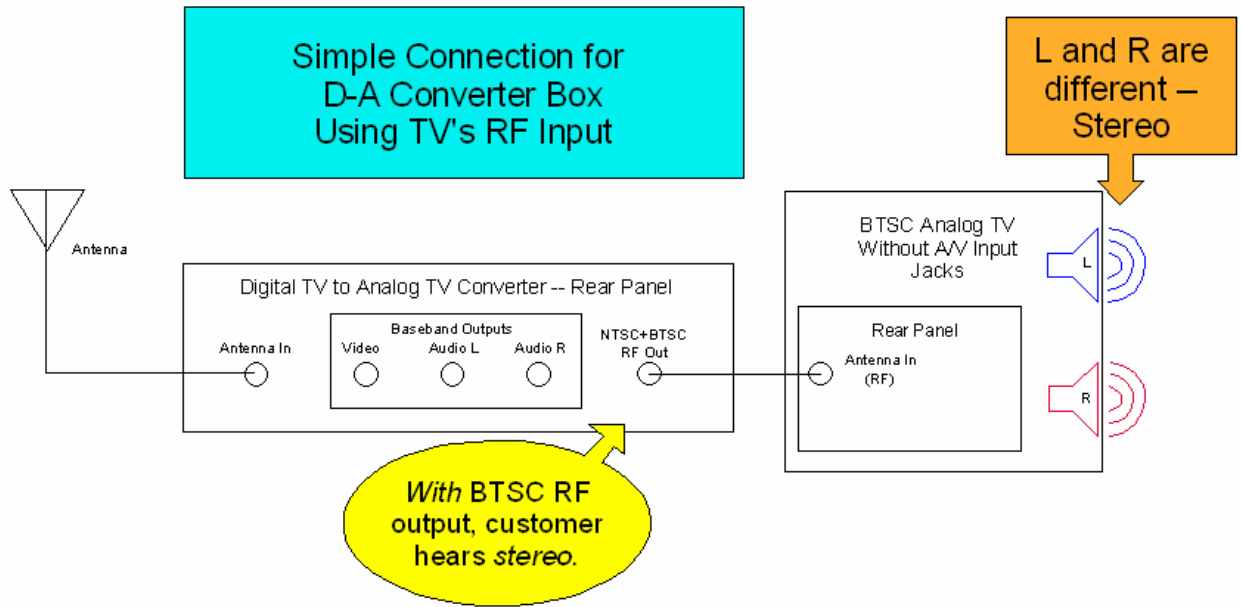 Simple Connection for
D-A Converter Box
Using TV's RF Input
L and R are
different –
Stereo
Antenna
Digital TV to Analog TV Converter -- Rear Panel
Antenna In
Baseband Outputs
Video
Audio L
Audio R
NTSC+BTSC
RF Out
BTSC Analog TV
Without A/V Input
Jacks
Rear Panel
Antenna In
(RF)
L
R
With BTSC RF
output, customer
hears stereo.